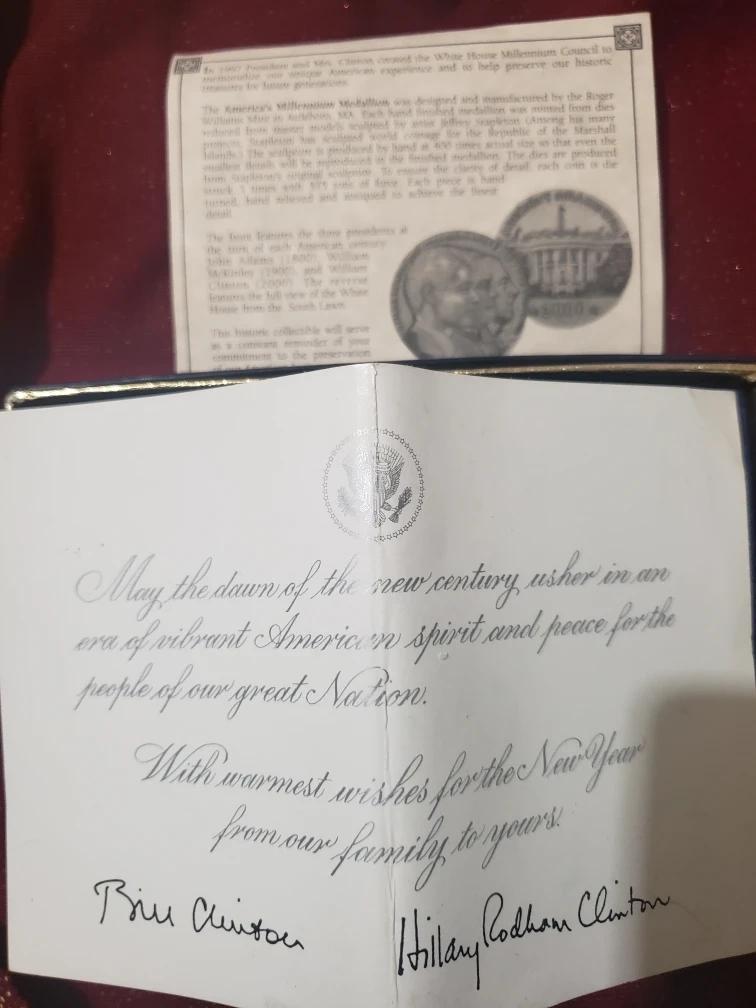 In 1997 President and Mrs. Clinton created the White House Millennium Council to
memorialize our unique American experience and to help preserve our historic
treasures for future generations.
The America's Millennium Medallion was designed and manufactured by the Roger
Williams Mint in Attleboro, MA. Each hand finished medallion was minted from dies
reduced from master models sculpted by artist Jeffrey Stapleton (Among his many
projects, Stapleton has sculpted world coinage for the Republic of the Marshall
Islands.) The sculpture is produced by hand at 400 times actual size so that even the
smallest details will be reproduced in the finished medallion. The dies are produced
from Stapleton's original sculpture. To ensure the clarity of detail, each coin is
struck times with tons of force. Each piece is hand
turned, hand relieved and antiqued to achieve the finest
detail.
The front features the three presidents at
the turn of each American century
John Adams (1800), William
McKinley (1900), and William
Clinton (2000). The reverse
features the full view of the White
House from the South Lawn.
This historic collectible will serve
as a constant reminder of your
commitment to the preservation
2000
May the dawn of the new century usher in an
era of vibrant American spirit and peace for the
people of our great Nation.
With warmest wishes for the New Year
from our family to yours.
Bill Clinton
Hillary Rodham Clinton